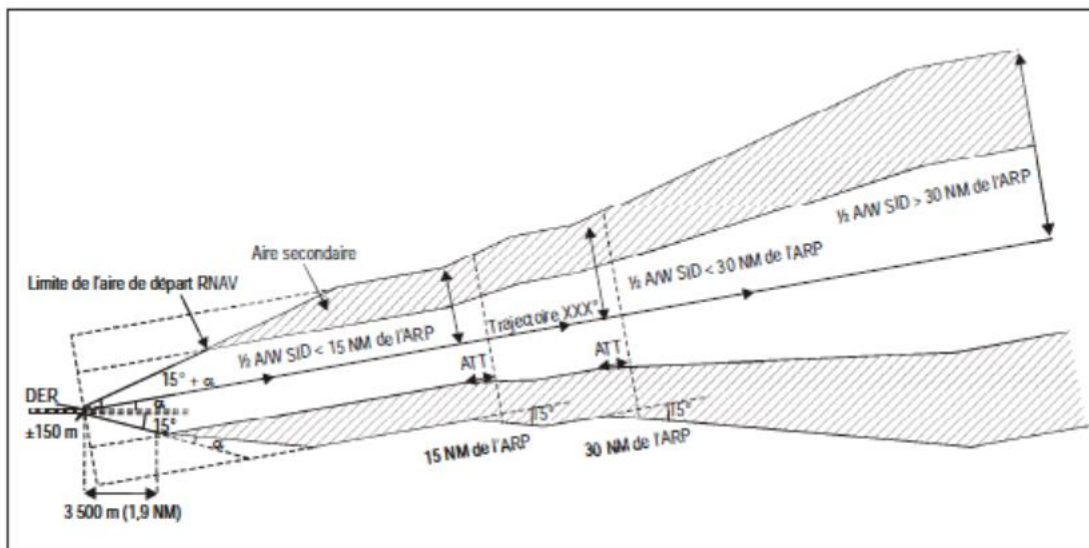 ½ A/W SID > 30 NM de l'ARP
Aire secondaire
½ A/W SID < 30 NM de l'ARP
Limite de l'aire de départ RNAV
Trajectoire XXX°
½ A/W SID < 15 NM de l'ARP
ATT
ATT
15° + α
DER
α
±150 m
15°
α
15°
15°
15 NM de l'ARP
30 NM de l'ARP
3 500 m (1,9 NM)